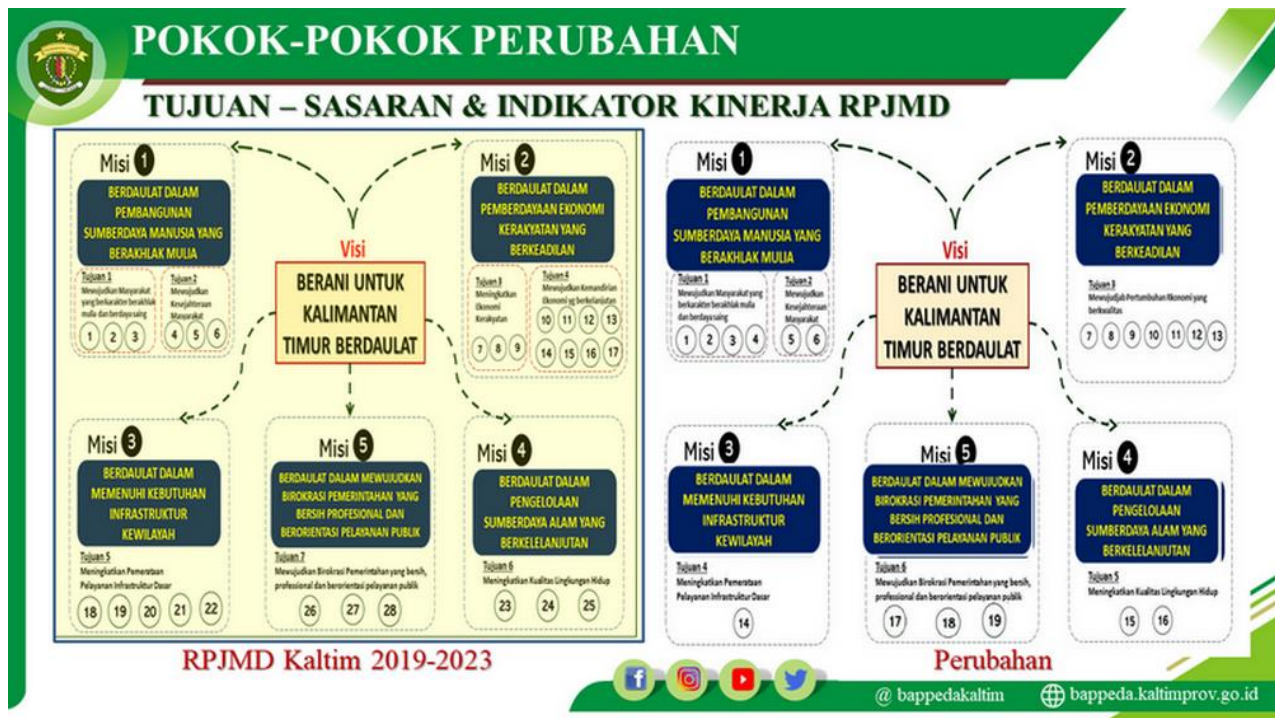 POKOK-POKOK PERUBAHAN
TUJUAN – SASARAN & INDIKATOR KINERJA RPJMD
Misi 1
BERDAULAT DALAM
PEMBANGUNAN
SUMBERDAYA MANUSIA YANG
BERAKHLAK MULIA
Tujuan 1
Mewujudkan Masyarakat
yang berkarakter berakhlak
mulia dan berdaya saing
1 2 3
Tujuan 2
Mewujudkan
Kesejahteraan
Masyarakat
4 5 6
Misi 2
BERDAULAT DALAM
PEMBERDAYAAN EKONOMI
KERAKYATAN YANG
BERKEADILAN
Tujuan 3
Meningkatkan
Ekonomi
Kerakyatan
7 8 9
Tujuan 4
Mewujudkan Kemandirian
Ekonomi yg berkelanjutan
10 11 12 13
14 15 16 17
Visi
BERANI UNTUK
KALIMANTAN
TIMUR BERDAULAT
Misi 3
BERDAULAT DALAM
MEMENUHI KEBUTUHAN
INFRASTRUKTUR
KEWILAYAH
Tujuan 5
Meningkatkan Pemerataan
Pelayanan Infrastruktur Dasar
18 19 20 21 22
Misi 5
BERDAULAT DALAM MEWUJUDKAN
BIROKRASI PEMERINTAHAN YANG
BERSIH PROFESIONAL DAN
BERORIENTASI PELAYANAN PUBLIK
Tujuan 7
Mewujudkan Birokrasi Pemerintahan yang bersih,
professional dan berorientasi pelayanan publik
26 27 28
Misi 4
BERDAULAT DALAM
PENGELOLAAN
SUMBERDAYA ALAM YANG
BERKELELANJUTAN
Tujuan 6
Meningkatkan Kualitas Lingkungan Hidup
23 24 25
RPJMD Kaltim 2019-2023
Misi 1
BERDAULAT DALAM
PEMBANGUNAN
SUMBERDAYA MANUSIA YANG
BERAKHLAK MULIA
Tujuan 1
Mewujudkan Masyarakat yang
berkarakter berakhlak mulia
dan berdaya saing
1 2 3 4
Tujuan 2
Mewujudkan
Kesejahteraan
Masyarakat
5 6
Misi 2
BERDAULAT DALAM
PEMBERDAYAAN EKONOMI
KERAKYATAN YANG
BERKEADILAN
Tujuan 3
Mewujudjab Pertumbuhan Ekonomi yang
berkwalitas
7 8 9 10 11 12 13
Visi
BERANI UNTUK
KALIMANTAN
TIMUR BERDAULAT
Misi 3
BERDAULAT DALAM
MEMENUHI KEBUTUHAN
INFRASTRUKTUR
KEWILAYAH
Tujuan 4
Meningkatkan Pemerataan
Pelayanan Infrastruktur Dasar
14
Misi 5
BERDAULAT DALAM MEWUJUDKAN
BIROKRASI PEMERINTAHAN YANG
BERSIH PROFESIONAL DAN
BERORIENTASI PELAYANAN PUBLIK
Tujuan 6
Mewujudkan Birokrasi Pemerintahan yang bersih,
professional dan berorientasi pelayanan publik
17 18 19
Misi 4
BERDAULAT DALAM
PENGELOLAAN
SUMBERDAYA ALAM YANG
BERKELELANJUTAN
Tujuan 5
Meningkatkan Kualitas Lingkungan Hidup
15 16
Perubahan
@ bappedakaltim
bappeda.kaltimprov.go.id